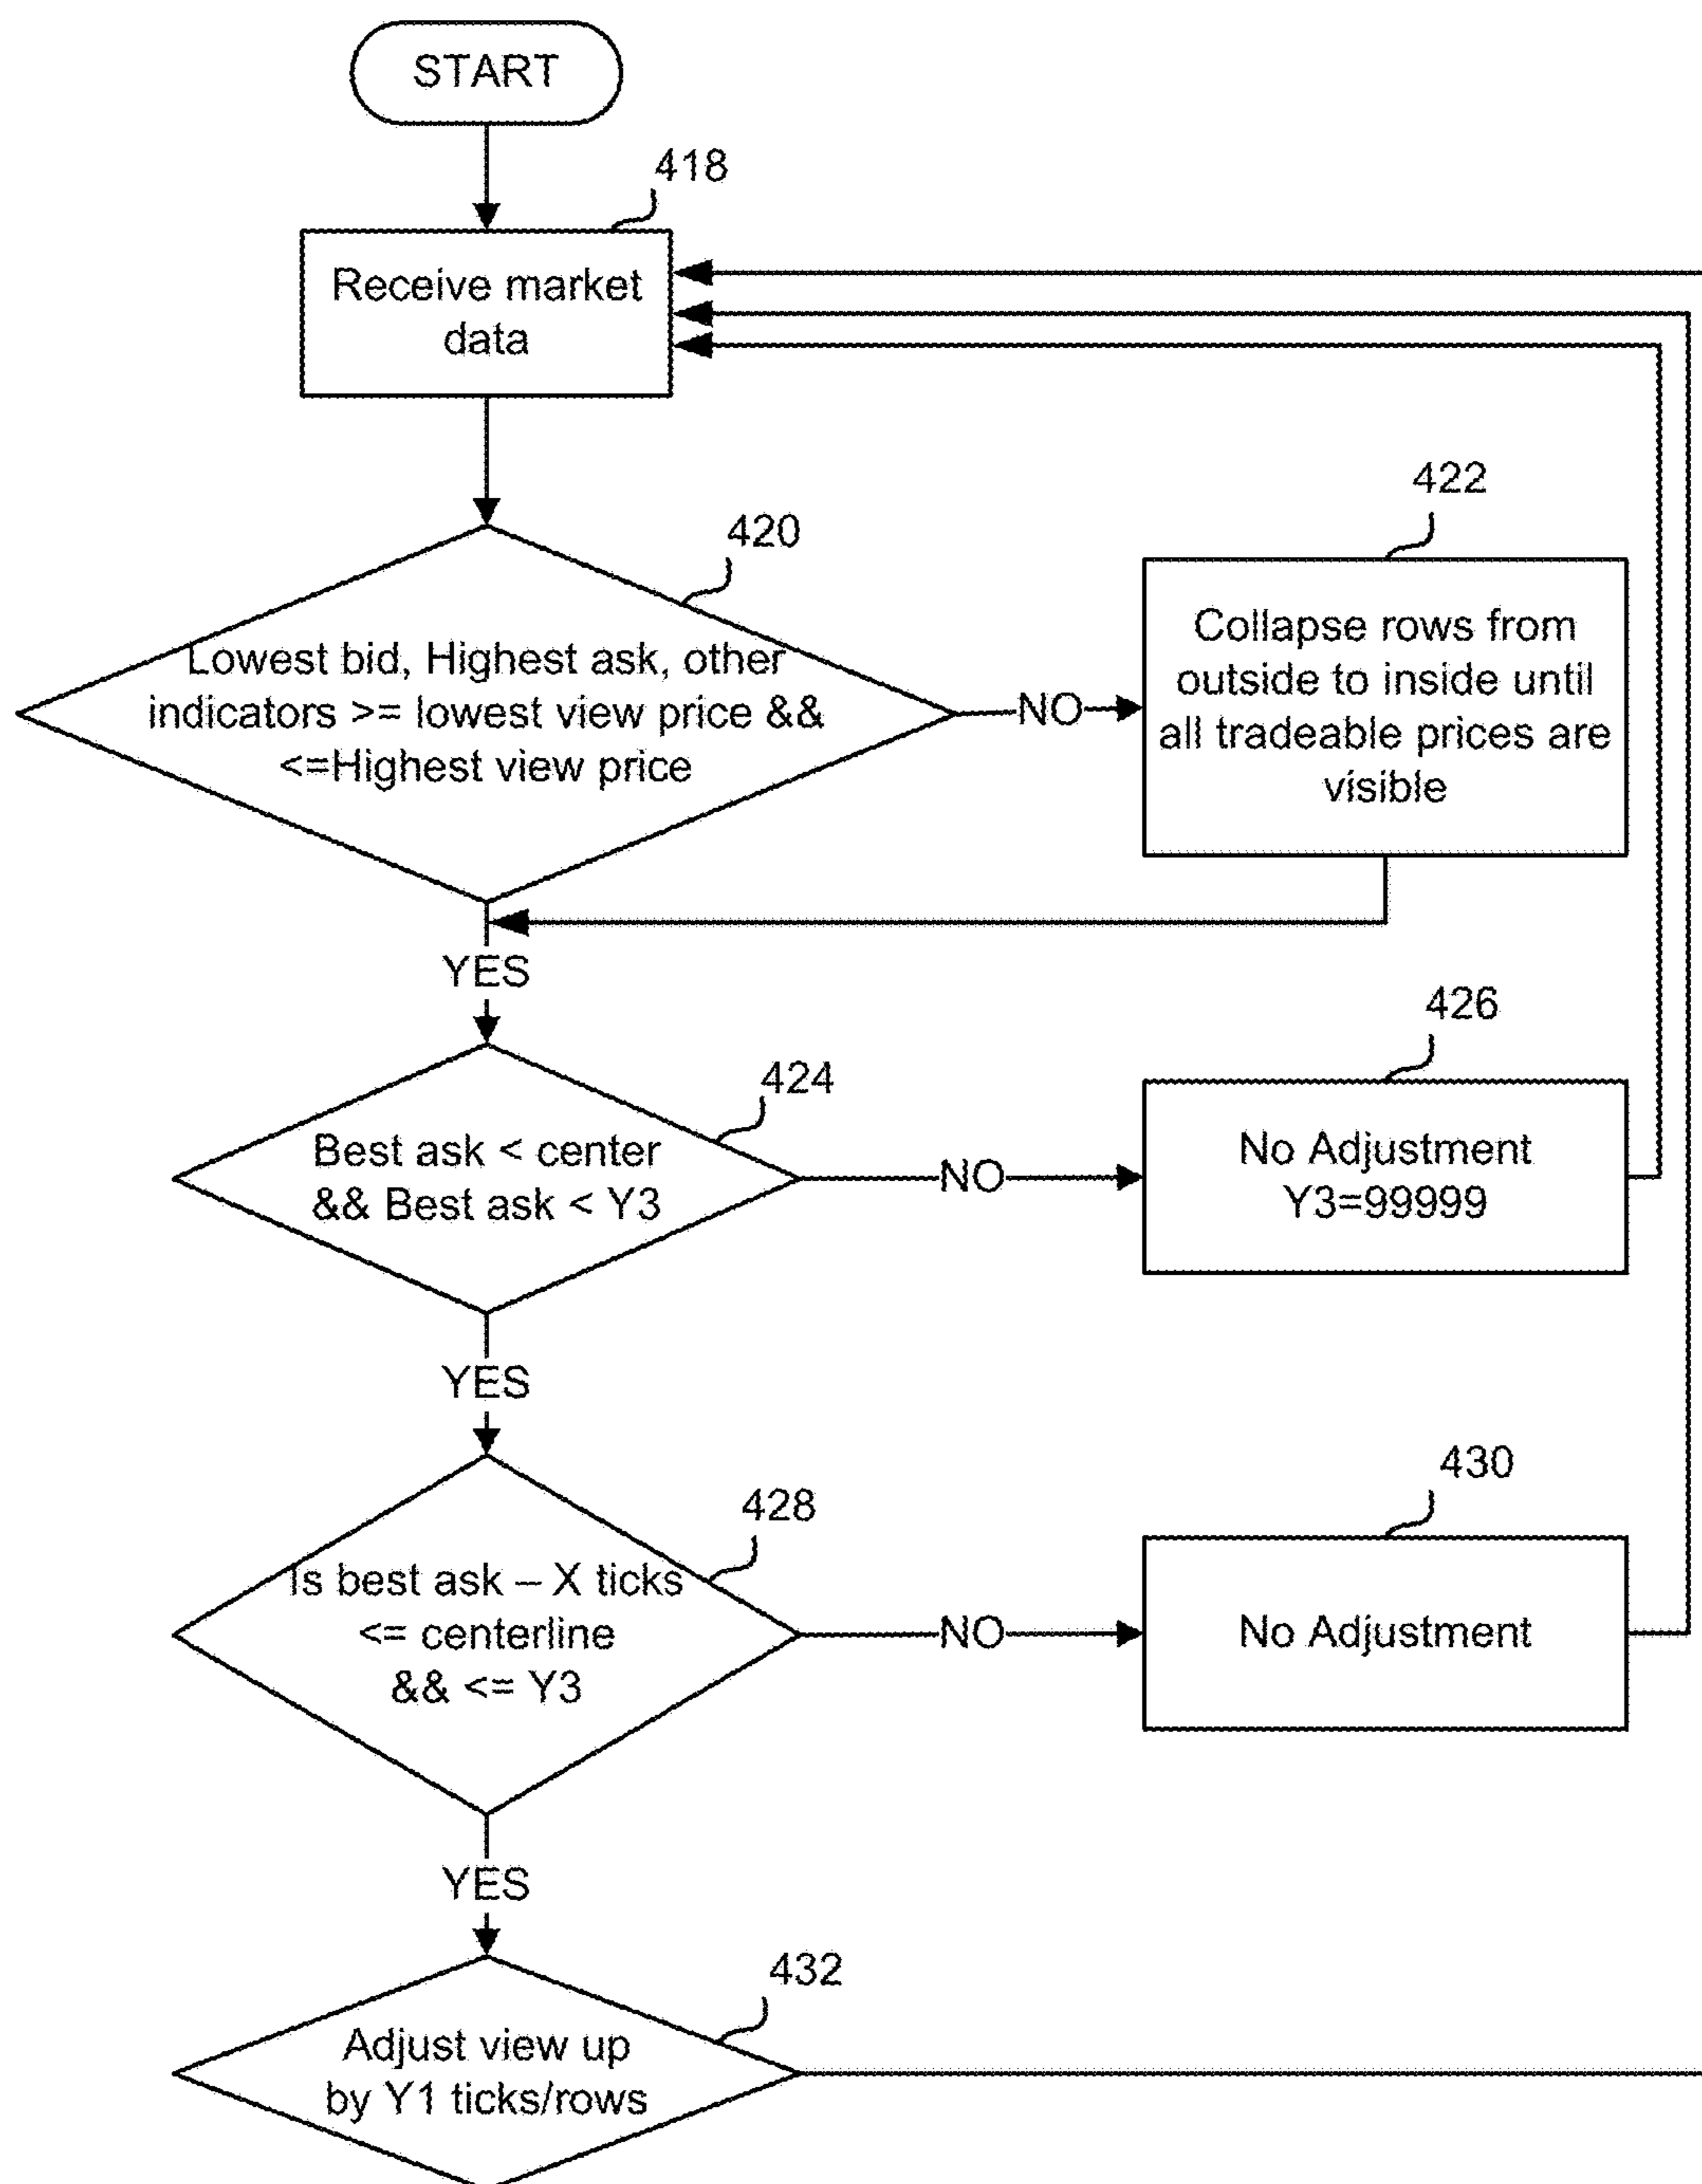 START
418
Receive market
data
420
Lowest bid, Highest ask, other
indicators >= lowest view price &&
<=Highest view price
NO
422
Collapse rows from
outside to inside until
all tradeable prices are
visible
YES
424
Best ask < center
&& Best ask < Y3
NO
426
No Adjustment
Y3=99999
YES
428
Is best ask – X ticks
<= centerline
&& <= Y3
NO
430
No Adjustment
YES
432
Adjust view up
by Y1 ticks/rows